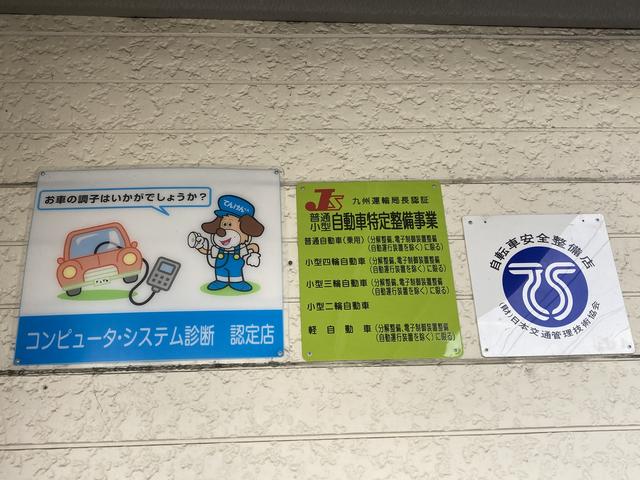 お車の調子はいかがでしょうか?
てんけんくん
コンピュータ・システム診断 認定店
JS 九州運輸局長認証
普通
小型
自動車特定整備事業
普通自動車(乗用)(分解整備,電子制御装置整備
(自動運行装置を除く)に限る)
小型四輪自動車(分解整備,電子制御装置整備
(自動運行装置を除く)に限る)
小型三輪自動車(分解整備,電子制御装置整備
(自動運行装置を除く)に限る)
小型二輪自動車
軽自動車(分解整備,電子制御装置整備
(自動運行装置を除く)に限る)
自転車安全整備店
TS
(財)日本交通管理技術協会